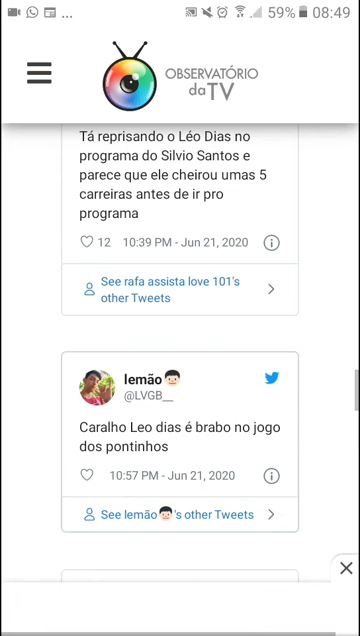 ... 59% 08:49
OBSERVATÓRIO
daTV
Tá reprisando o Léo Dias no
programa do Silvio Santos e
parece que ele cheirou umas 5
carreiras antes de ir pro
programa
12 10:39 PM - Jun 21, 2020
See rafa assista love 101's
other Tweets
lemão
@LVGB__
Caralho Leo dias é brabo no jogo
dos pontinhos
10:57 PM - Jun 21, 2020
See lemão's other Tweets